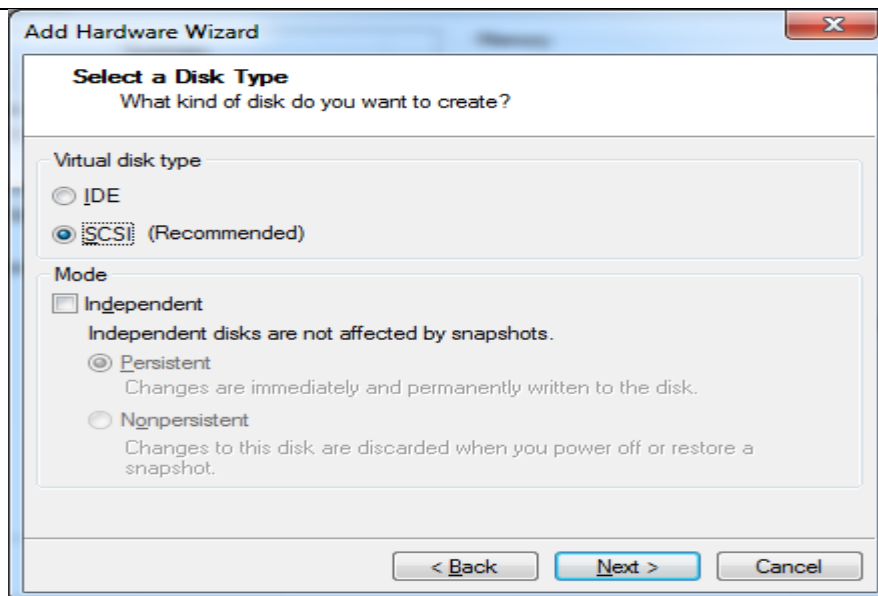 Add Hardware Wizard
Select a Disk Type
What kind of disk do you want to create?
Virtual disk type
IDE
SCSI (Recommended)
Mode
Independent
Independent disks are not affected by snapshots.
Persistent
Changes are immediately and permanently written to the disk.
Nonpersistent
Changes to this disk are discarded when you power off or restore a
snapshot.
< Back Next > Cancel